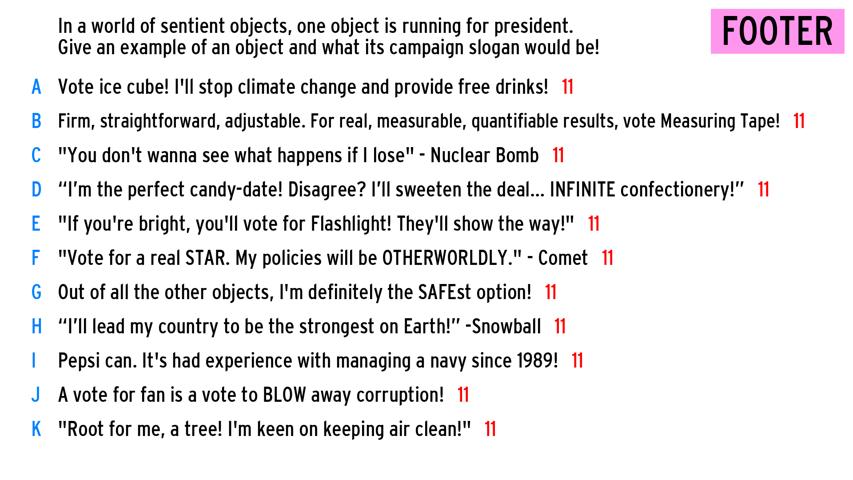 In a world of sentient objects, one object is running for president.
Give an example of an object and what its campaign slogan would be!
FOOTER
A Vote ice cube! I'll stop climate change and provide free drinks! 11
B Firm, straightforward, adjustable. For real, measurable, quantifiable results, vote Measuring Tape! 11
C "You don't wanna see what happens if I lose" - Nuclear Bomb 11
D “I’m the perfect candy-date! Disagree? I’ll sweeten the deal... INFINITE confectionery!” 11
E "If you're bright, you'll vote for Flashlight! They'll show the way!" 11
F "Vote for a real STAR. My policies will be OTHERWORLDLY." - Comet 11
G Out of all the other objects, I'm definitely the SAFEst option! 11
H “I’ll lead my country to be the strongest on Earth!” -Snowball 11
I Pepsi can. It's had experience with managing a navy since 1989! 11
J A vote for fan is a vote to BLOW away corruption! 11
K "Root for me, a tree! I'm keen on keeping air clean!" 11